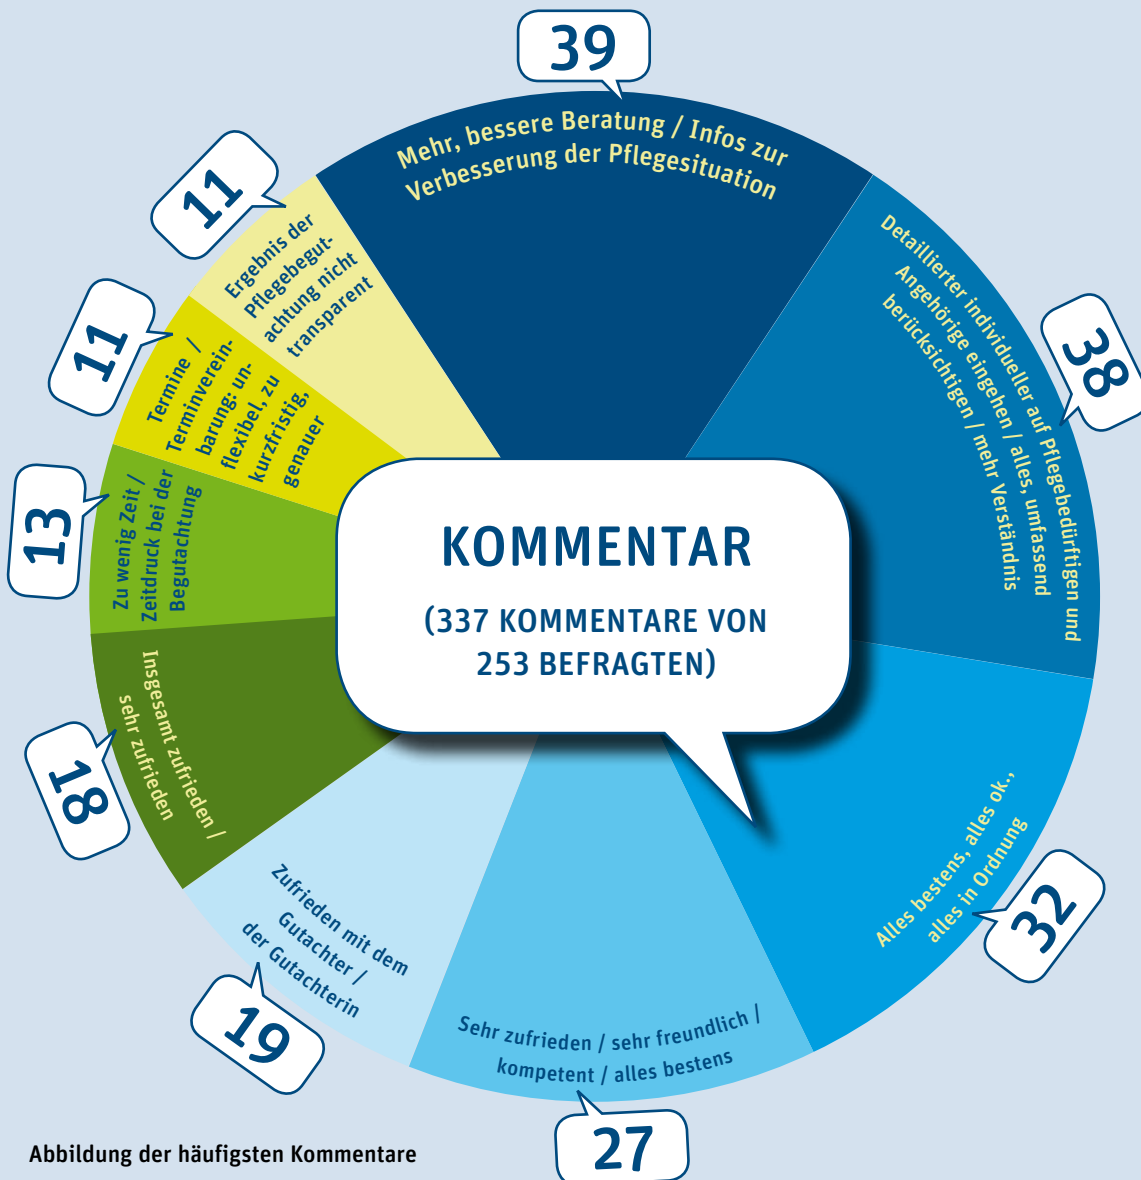 39
Mehr, bessere Beratung / Infos zur
Verbesserung der Pflegesituation
38
Detaillierter individueller auf Pflegebedürftigen und
Angehörige eingehen / alles, umfassend
berücksichtigen / mehr Verständnis
32
Alles bestens, alles ok.,
alles in Ordnung
27
Sehr zufrieden / sehr freundlich /
kompetent / alles bestens
19
Zufrieden mit dem
Gutachter /
der Gutachterin
18
Insgesamt zufrieden /
sehr zufrieden
13
Zu wenig Zeit /
Zeitdruck bei der
Begutachtung
11
Termine /
Terminverein-
barung: un-
flexibel, zu
kurzfristig,
genauer
11
Ergebnis der
Pflegebegut-
achtung nicht
transparent
KOMMENTAR
(337 KOMMENTARE VON
253 BEFRAGTEN)
Abbildung der häufigsten Kommentare